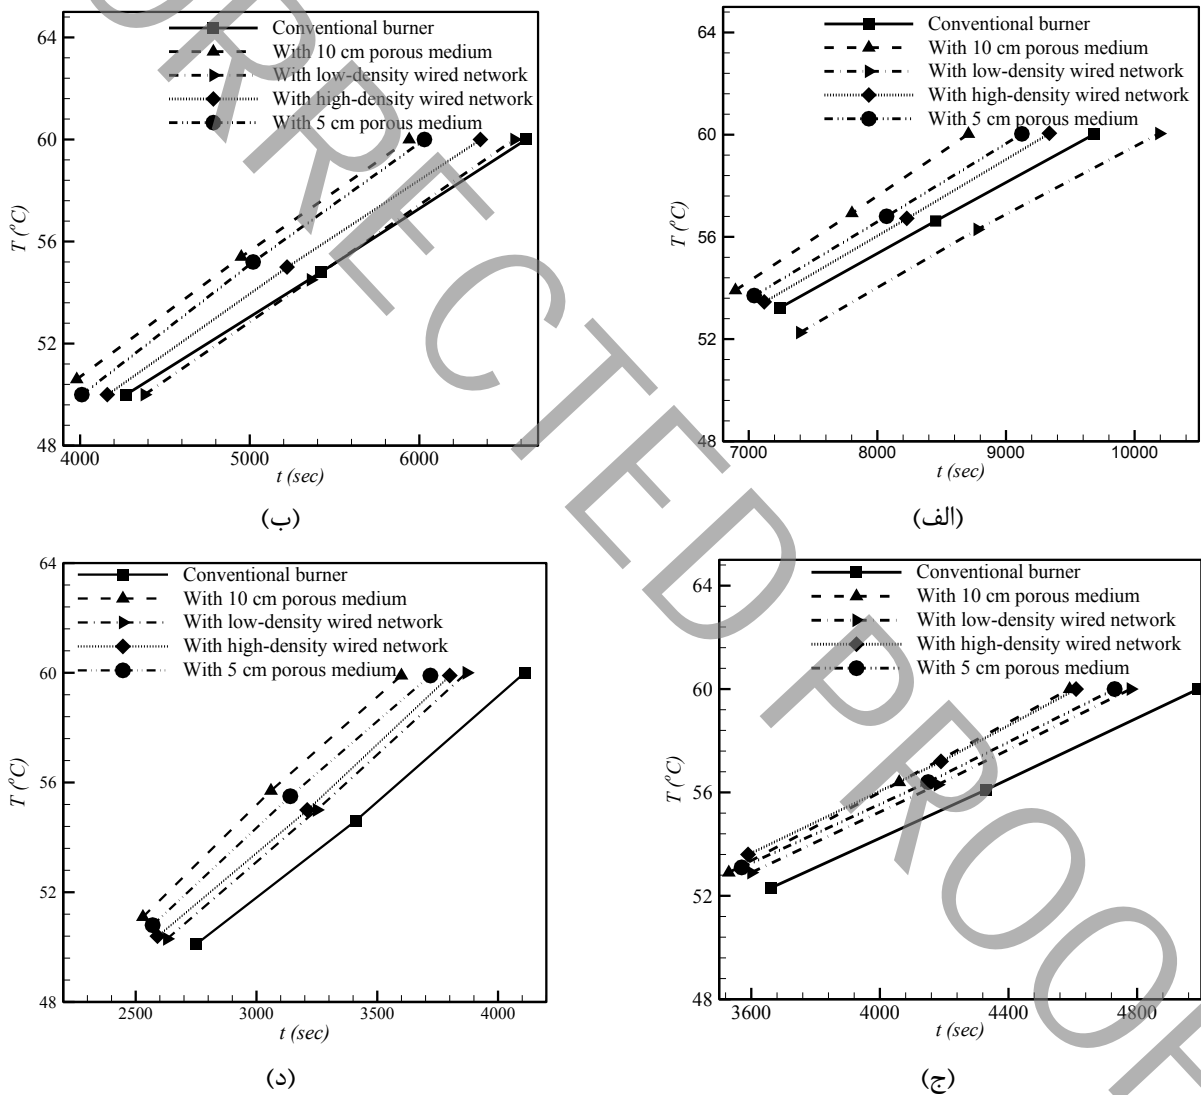 64
60
56
52
48
T (°C)
Conventional burner
With 10 cm porous medium
With low-density wired network
With high-density wired network
With 5 cm porous medium
4000 5000 6000
t (sec)
(ب)
64
60
56
52
48
T (°C)
Conventional burner
With 10 cm porous medium
With low-density wired network
With high-density wired network
With 5 cm porous medium
7000 8000 9000 10000
t (sec)
(الف)
64
60
56
52
48
T (°C)
Conventional burner
With 10 cm porous medium
With low-density wired network
With high-density wired network
With 5 cm porous medium
2500 3000 3500 4000
t (sec)
(د)
64
60
56
52
48
T (°C)
Conventional burner
With 10 cm porous medium
With low-density wired network
With high-density wired network
With 5 cm porous medium
3600 4000 4400 4800
t (sec)
(ج)
ORRECTED PROOF